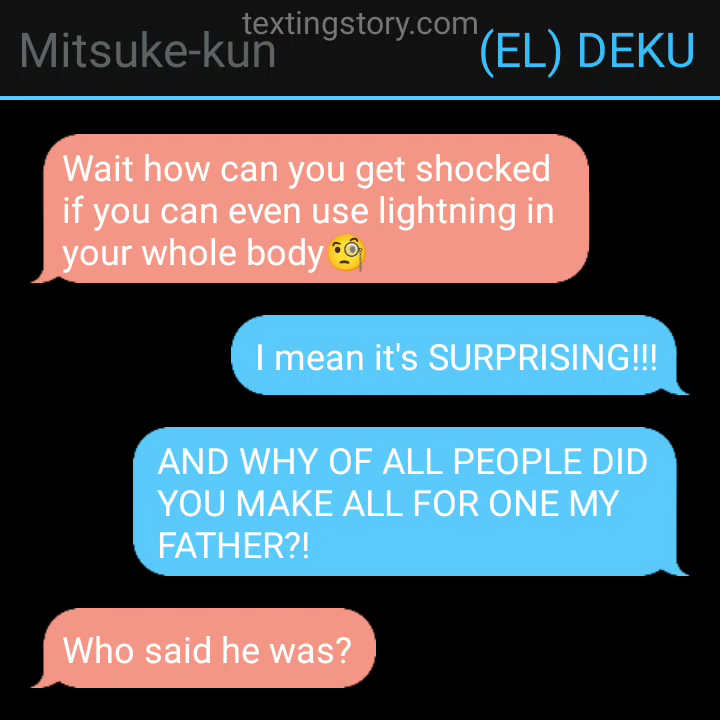 textingstory.com
Mitsuke-kun
(EL) DEKU
Wait how can you get shocked
if you can even use lightning in
your whole body🧐
I mean it's SURPRISING!!!
AND WHY OF ALL PEOPLE DID
YOU MAKE ALL FOR ONE MY
FATHER?!
Who said he was?